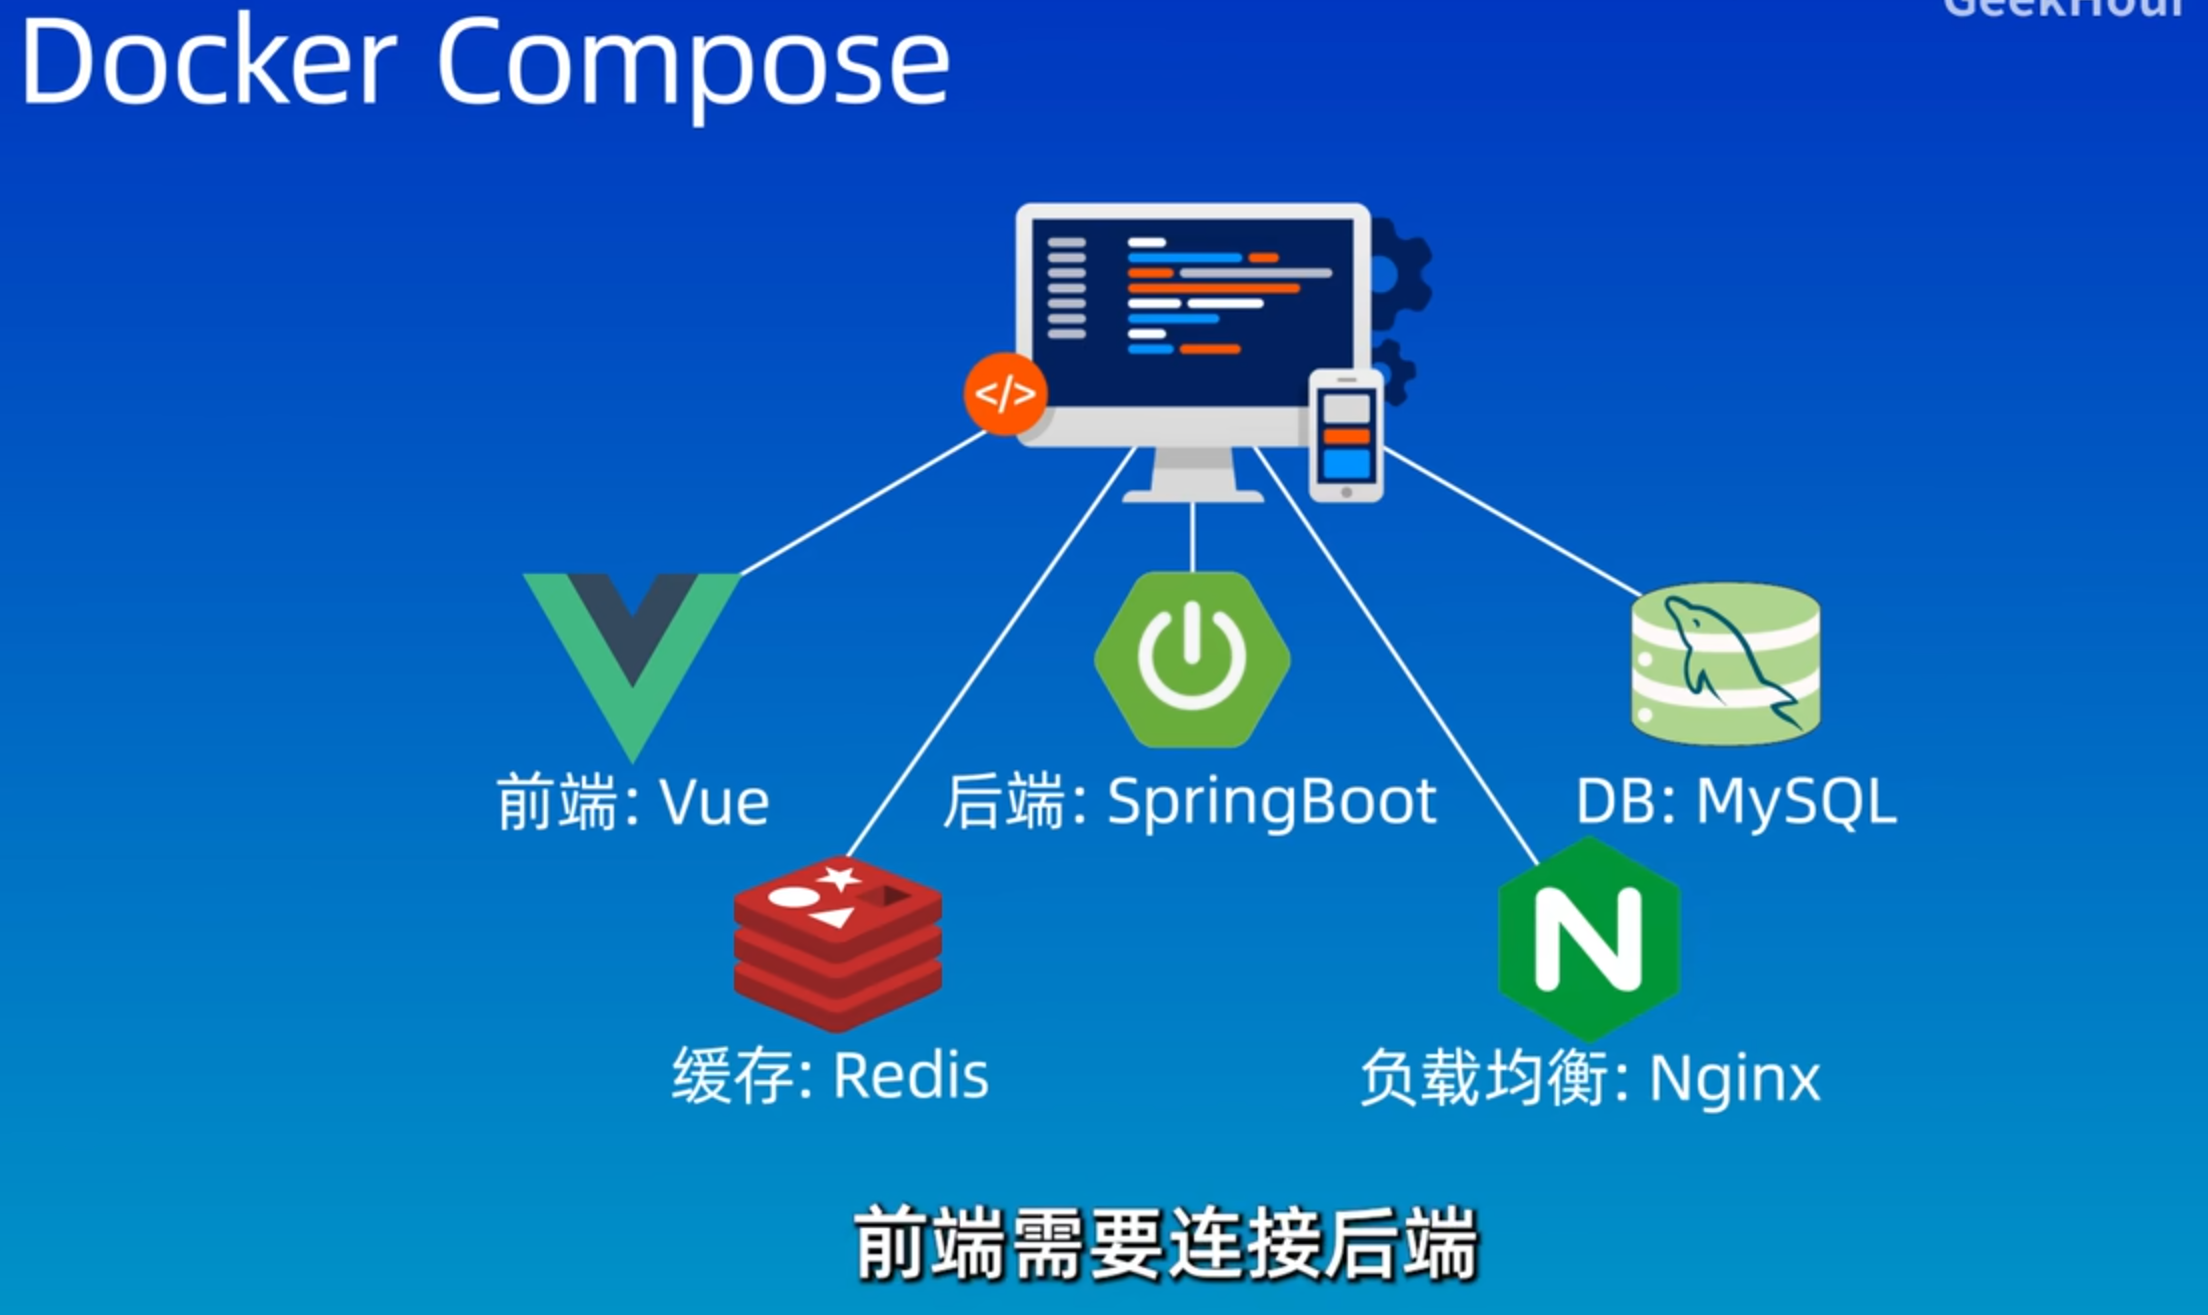 GeekHour
Docker Compose
</>
前端: Vue
后端: SpringBoot
DB: MySQL
缓存: Redis
负载均衡: Nginx
前端需要连接后端